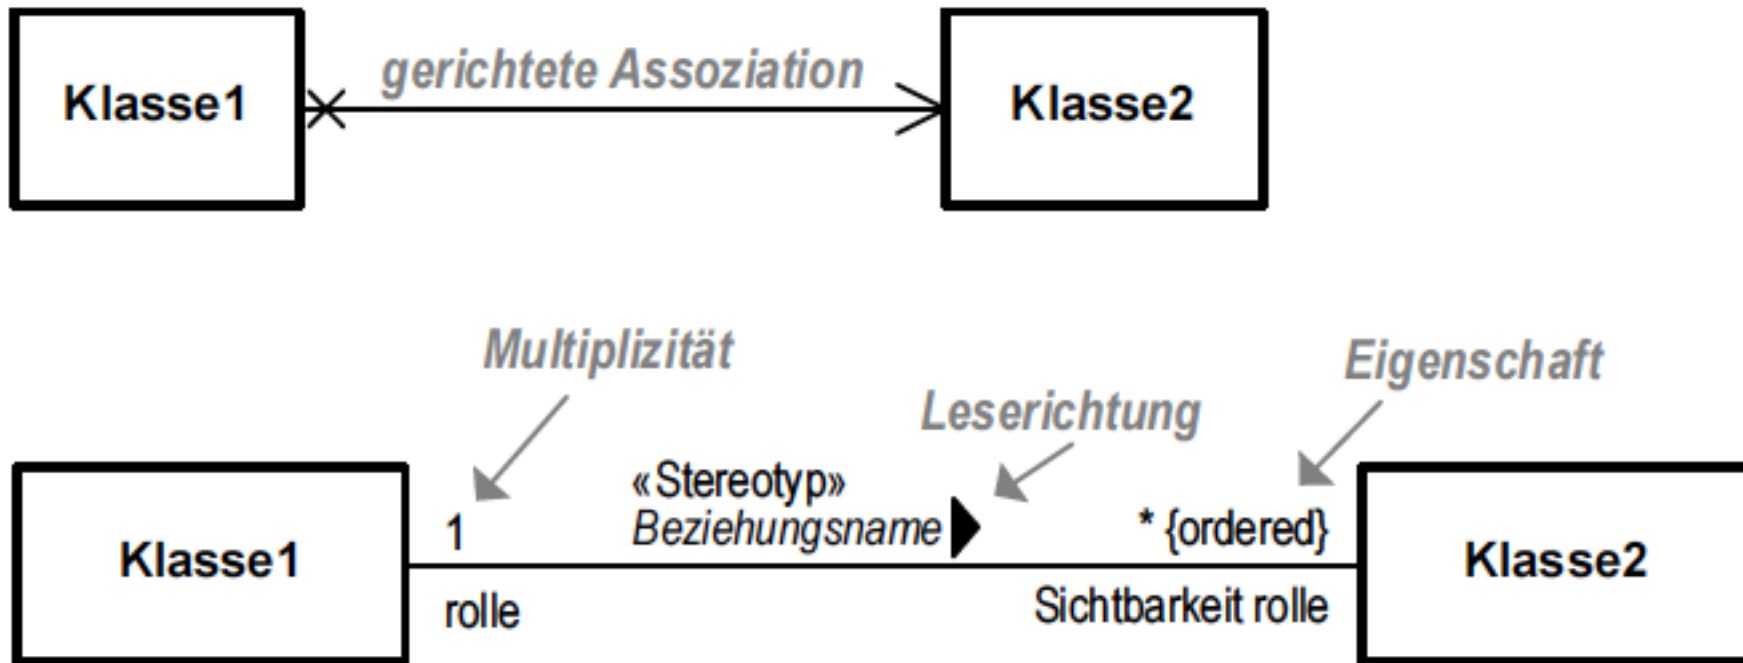 gerichtete Assoziation
Klasse1
Klasse2
Multiplizität
Eigenschaft
Leserichtung
«Stereotyp»
1
Beziehungsname
* {ordered}
Klasse1
Klasse2
rolle
Sichtbarkeit rolle